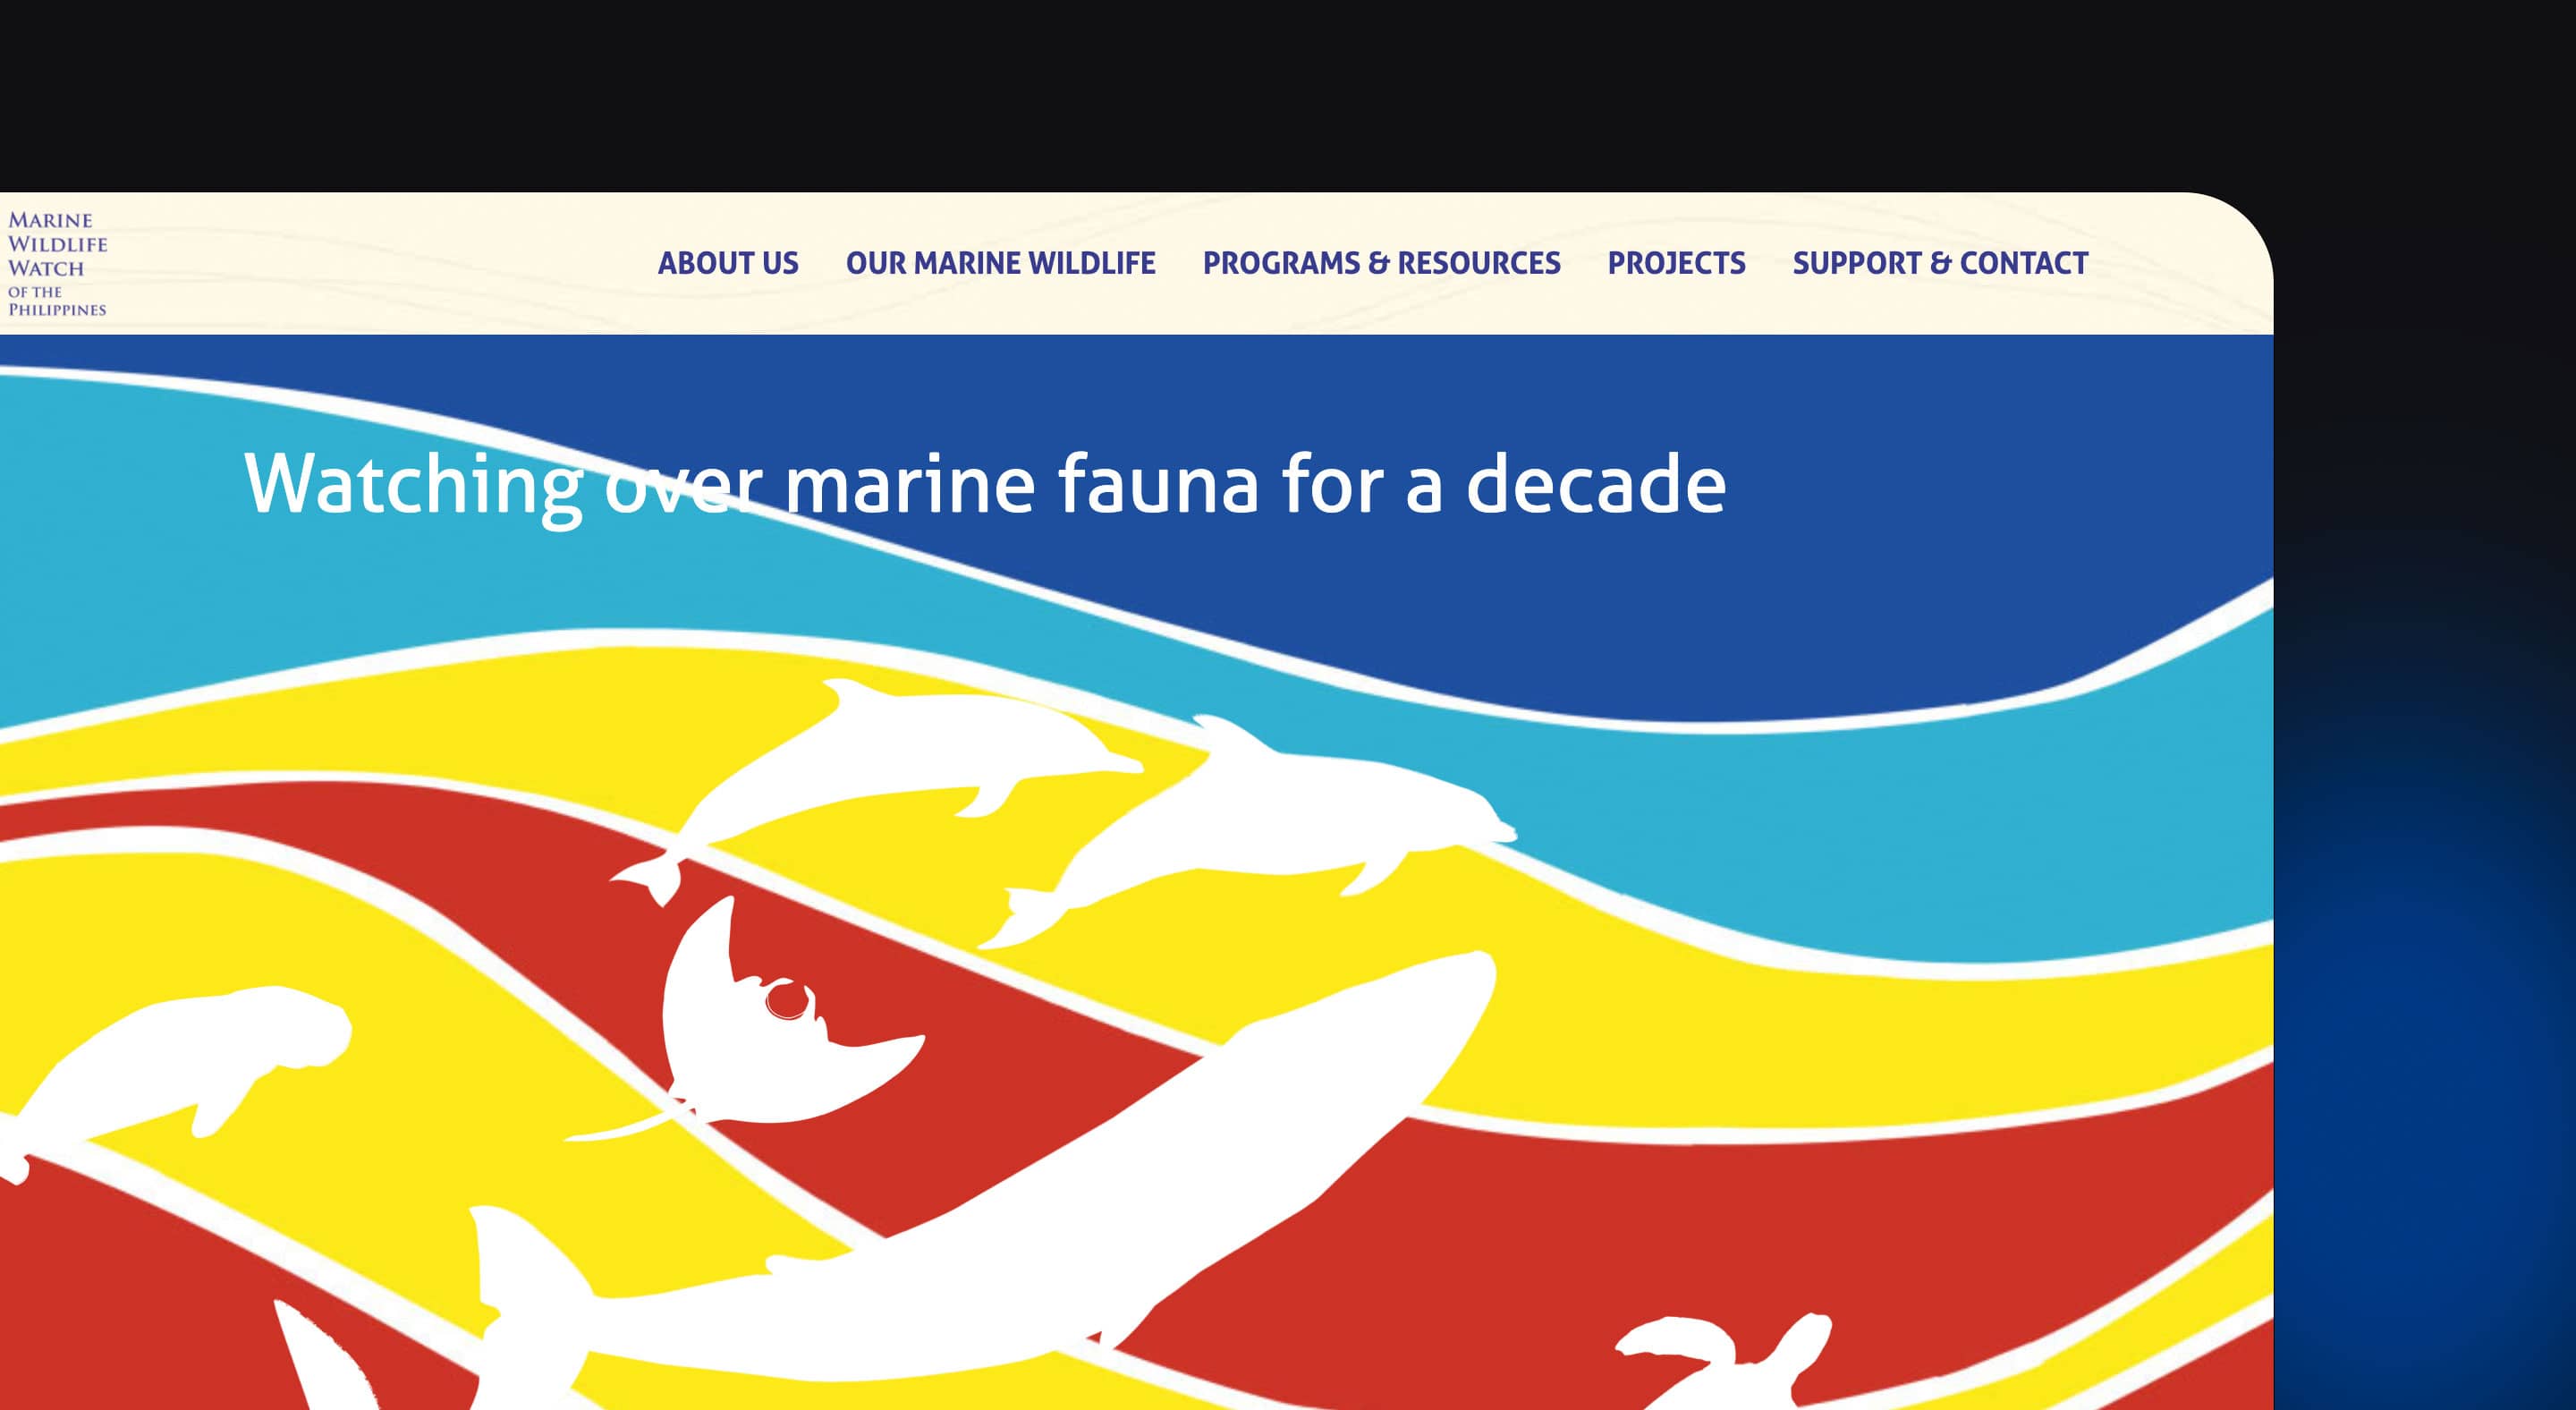 MARINE
WILDLIFE
WATCH
OF THE
PHILIPPINES
ABOUT US OUR MARINE WILDLIFE PROGRAMS & RESOURCES PROJECTS SUPPORT & CONTACT
Watching over marine fauna for a decade